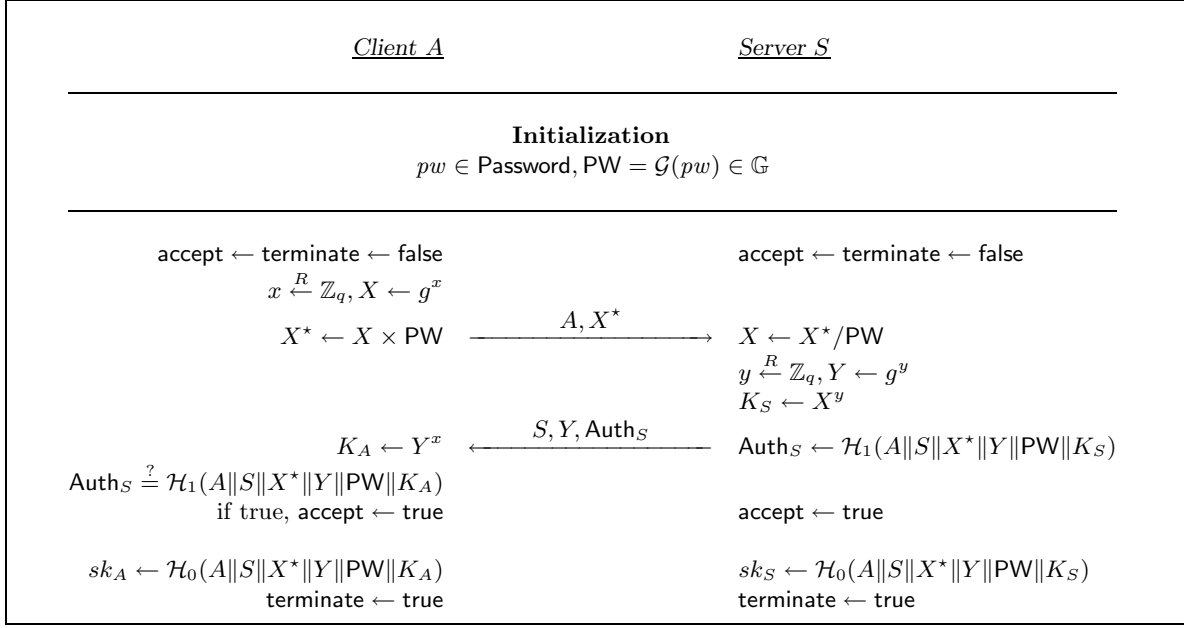 Client A Server S
Initialization
pw ∈ Password, PW = 𝒢(pw) ∈ 𝔾
accept ← terminate ← false accept ← terminate ← false
x ←R ℤq, X ← g^x
X⋆ ← X × PW A, X⋆ X ← X⋆/PW
y ←R ℤq, Y ← g^y
K_S ← X^y
K_A ← Y^x S, Y, Auth_S Auth_S ← ℋ1(A‖S‖X⋆‖Y‖PW‖K_S)
Auth_S ≟ ℋ1(A‖S‖X⋆‖Y‖PW‖K_A)
if true, accept ← true accept ← true
sk_A ← ℋ0(A‖S‖X⋆‖Y‖PW‖K_A) sk_S ← ℋ0(A‖S‖X⋆‖Y‖PW‖K_S)
terminate ← true terminate ← true